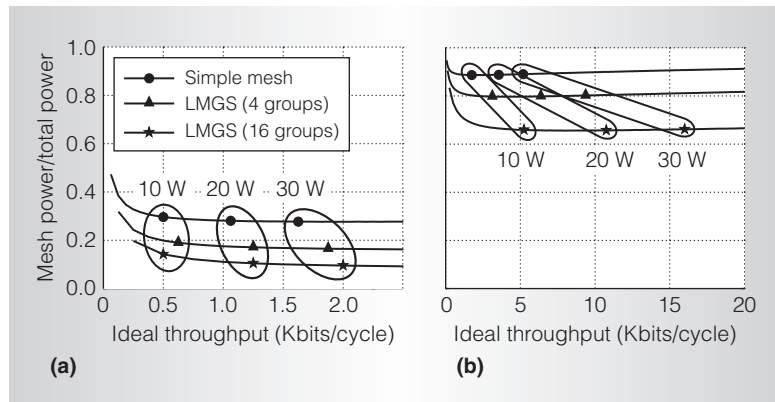 Mesh power/total power
1.0
0.8
0.6
0.4
0.2
0.0
Simple mesh
LMGS (4 groups)
LMGS (16 groups)
10 W 20 W 30 W
0 0.5 1.0 1.5 2.0
Ideal throughput (Kbits/cycle)
(a)
10 W 20 W 30 W
0 5 10 15 20
Ideal throughput (Kbits/cycle)
(b)